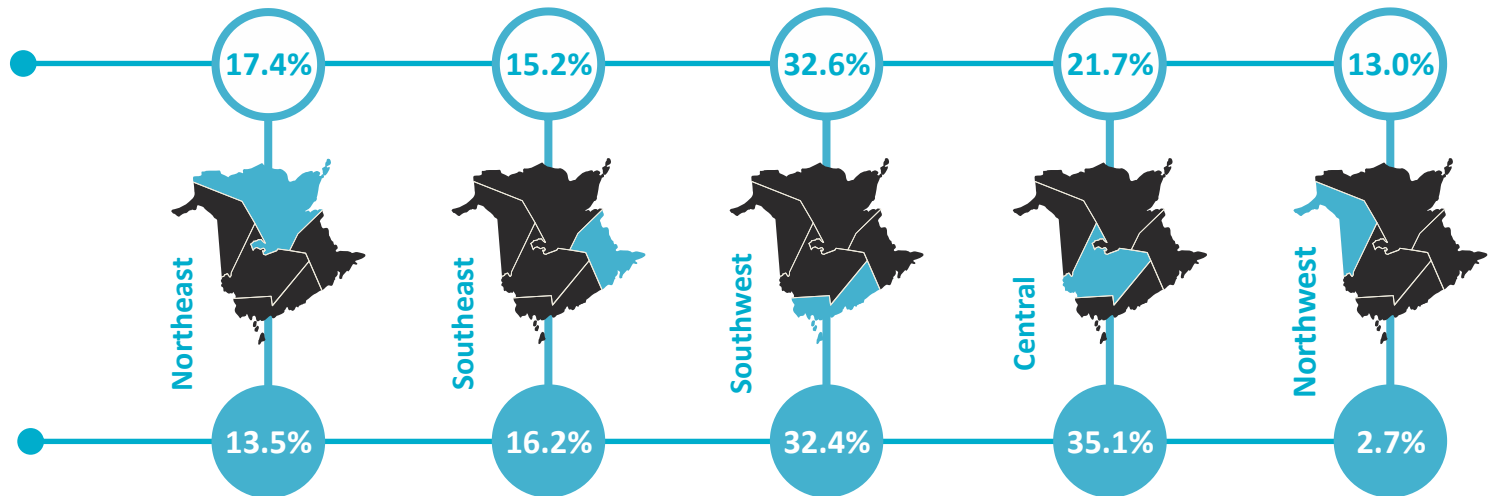 17.4% 15.2% 32.6% 21.7% 13.0%
Northeast
Southeast
Southwest
Central
Northwest
13.5% 16.2% 32.4% 35.1% 2.7%